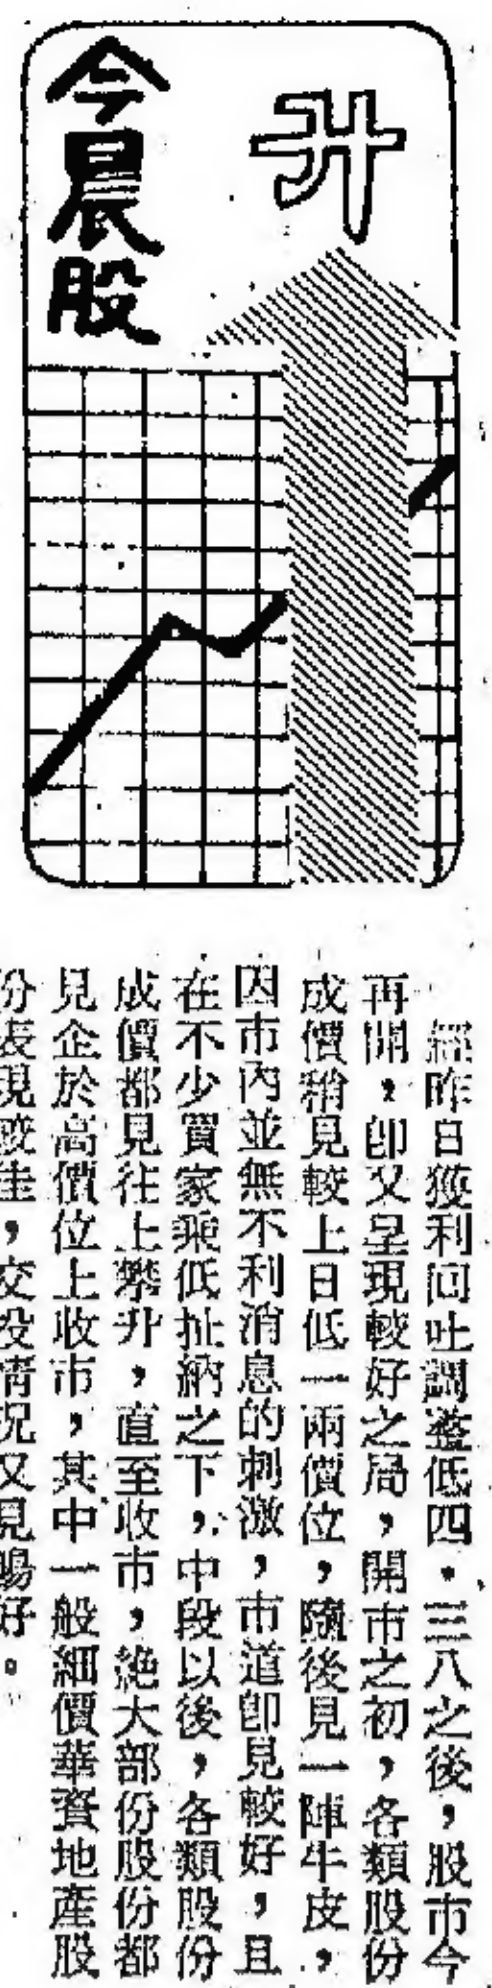 今晨股
升
經昨日獲利回吐調整低四・三八之後，股市今
再開，即又呈現較好之局，開市之初，各類股份
成價稍見較上日低一兩價位，隨後見一陣牛皮，
因市內並無不利消息的刺激，市道即見較好，且
在不少買家乘低扯納之下，中段以後，各類股份
成價都見往上攀升，直至收市，絶大部份股份都
見企於高價位上收市，其中一般細價華資地產股
份表現較佳，交投情況又見暢好。